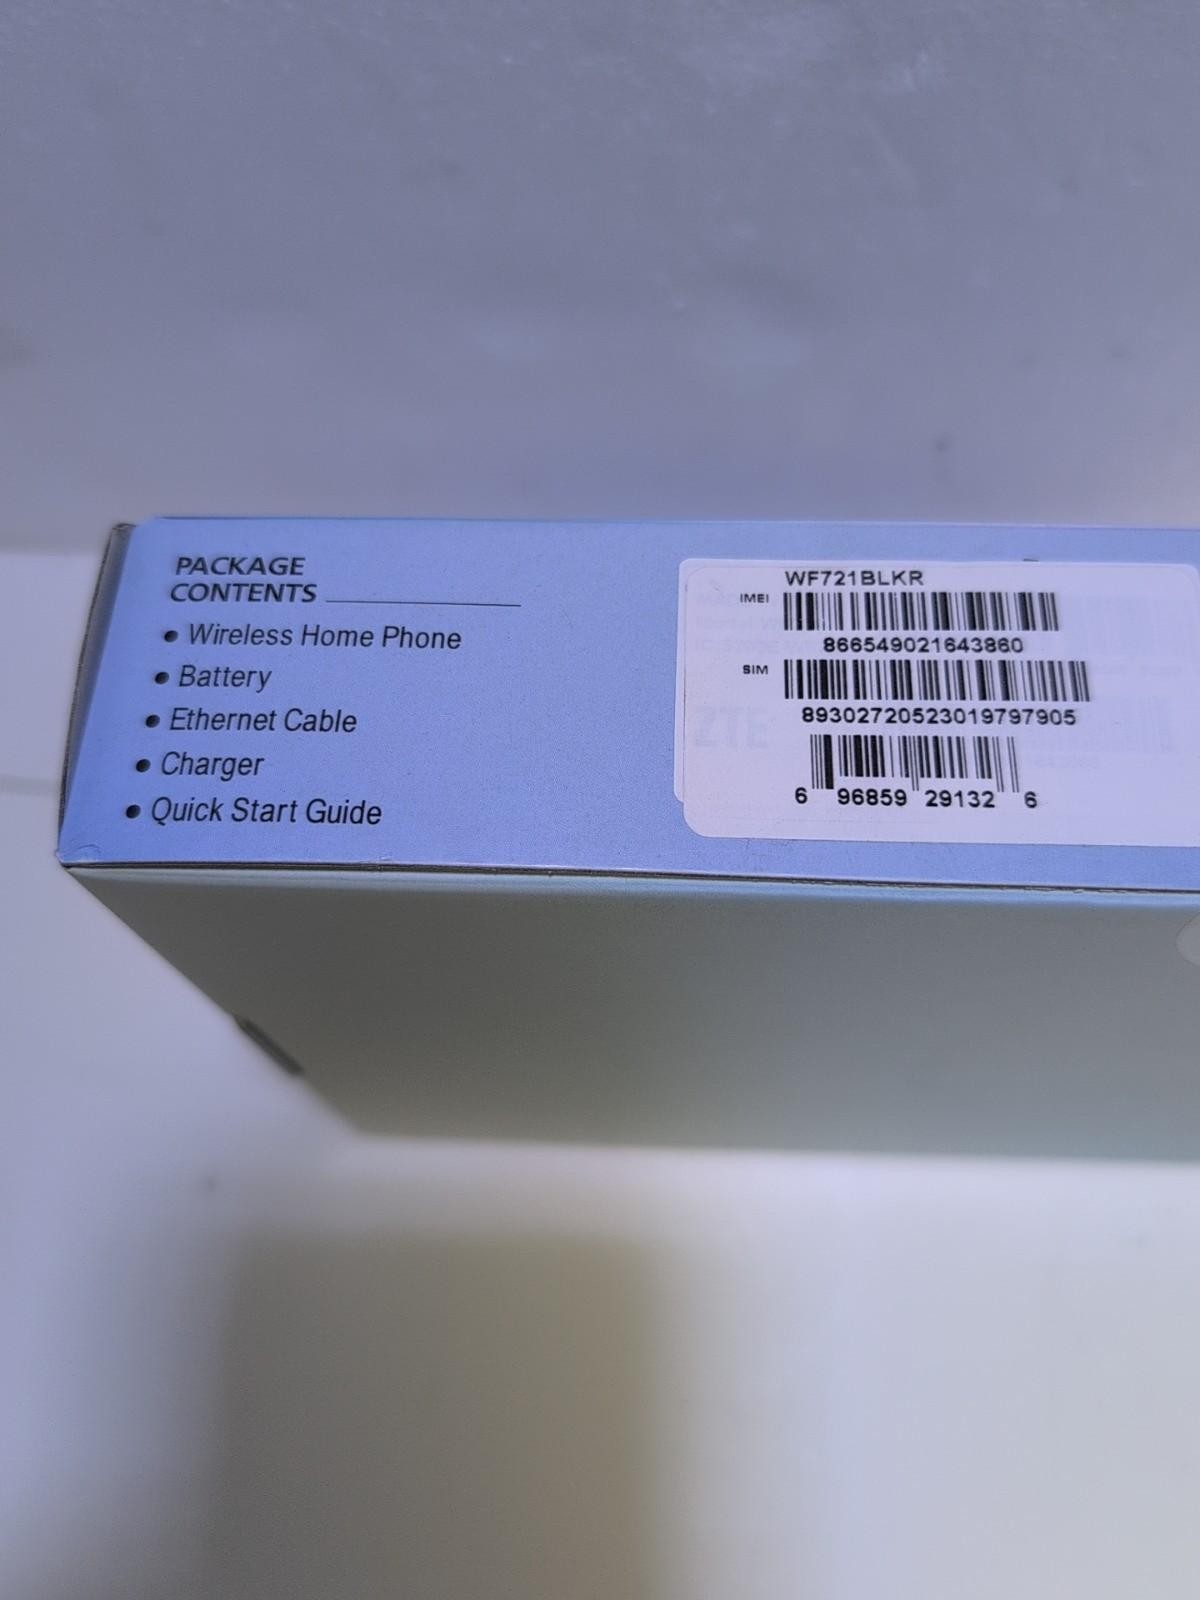 PACKAGE
CONTENTS
• Wireless Home Phone
• Battery
• Ethernet Cable
• Charger
• Quick Start Guide
WF721BLKR
IMEI
866549021643860
SIM
89302720523019797905
6 96859 29132 6
ZTE